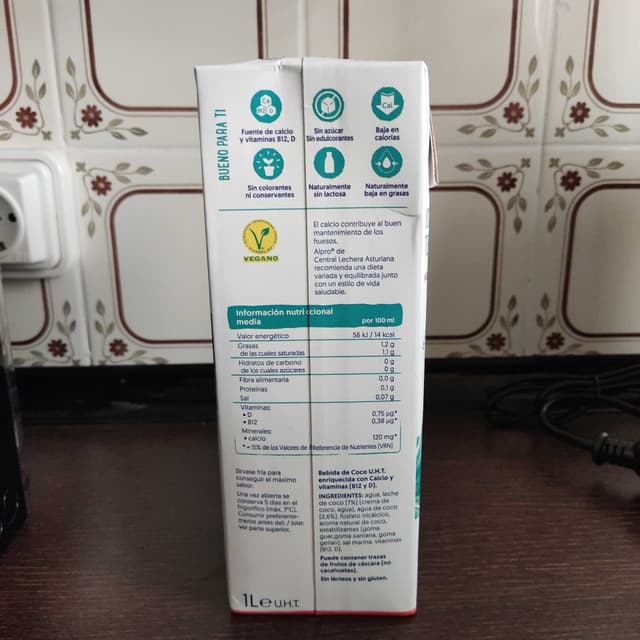 BUENO PARA TI
Ca
B12 D
Fuente de calcio
y vitaminas B12, D
Sin azúcar
Sin edulcorantes
Cal
Baja en
calorías
Sin colorantes
ni conservantes
Naturalmente
sin lactosa
Naturalmente
baja en grasas
V
VEGANO
El calcio contribuye al buen
mantenimiento de los
huesos.
Alpro® de
Central Lechera Asturiana
recomienda una dieta
variada y equilibrada junto
con un estilo de vida
saludable.
Información nutricional
media por 100 ml
Valor energético 56 kJ / 14 kcal
Grasas 1,2 g
de las cuales saturadas 1,1 g
Hidratos de carbono 0 g
de los cuales azúcares 0 g
Fibra alimentaria 0,0 g
Proteínas 0,1 g
Sal 0,07 g
Vitaminas:
• D 0,75 µg*
• B12 0,38 µg*
Minerales:
• calcio 120 mg*
* = 15% de los Valores de Referencia de Nutrientes (VRN)
Sírvase fría para
conseguir el máximo
sabor.
Una vez abierta se
conserva 5 días en el
frigorífico (máx. 7°C).
Consumir preferente-
mente antes del: / lote:
ver parte superior.
Bebida de Coco U.H.T.
enriquecida con Calcio y
vitaminas (B12 y D).
INGREDIENTES: agua, leche
de coco (7%) (crema de
coco, agua), agua de coco
(2,6%), fosfato tricálcico,
aroma natural de coco,
estabilizantes (goma
guar,goma xantana, goma
gellan), sal marina, vitaminas
(B12, D).
Puede contener trazas
de frutos de cáscara (no
cacahuetes).
Sin lácteos y sin gluten.
1L e U.H.T.